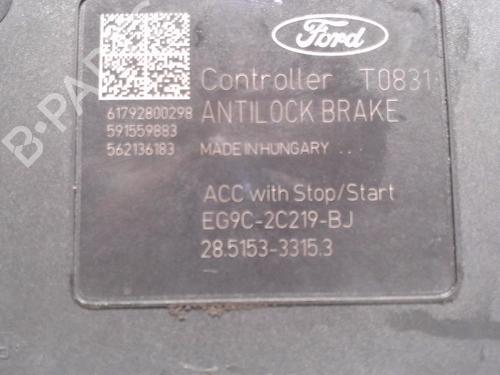 Ford
Controller T0831
ANTILOCK BRAKE
61792800298
591559883
562136183
MADE IN HUNGARY ...
ACC with Stop/Start
EG9C-2C219-BJ
28.5153-3315.3
B-PARTS